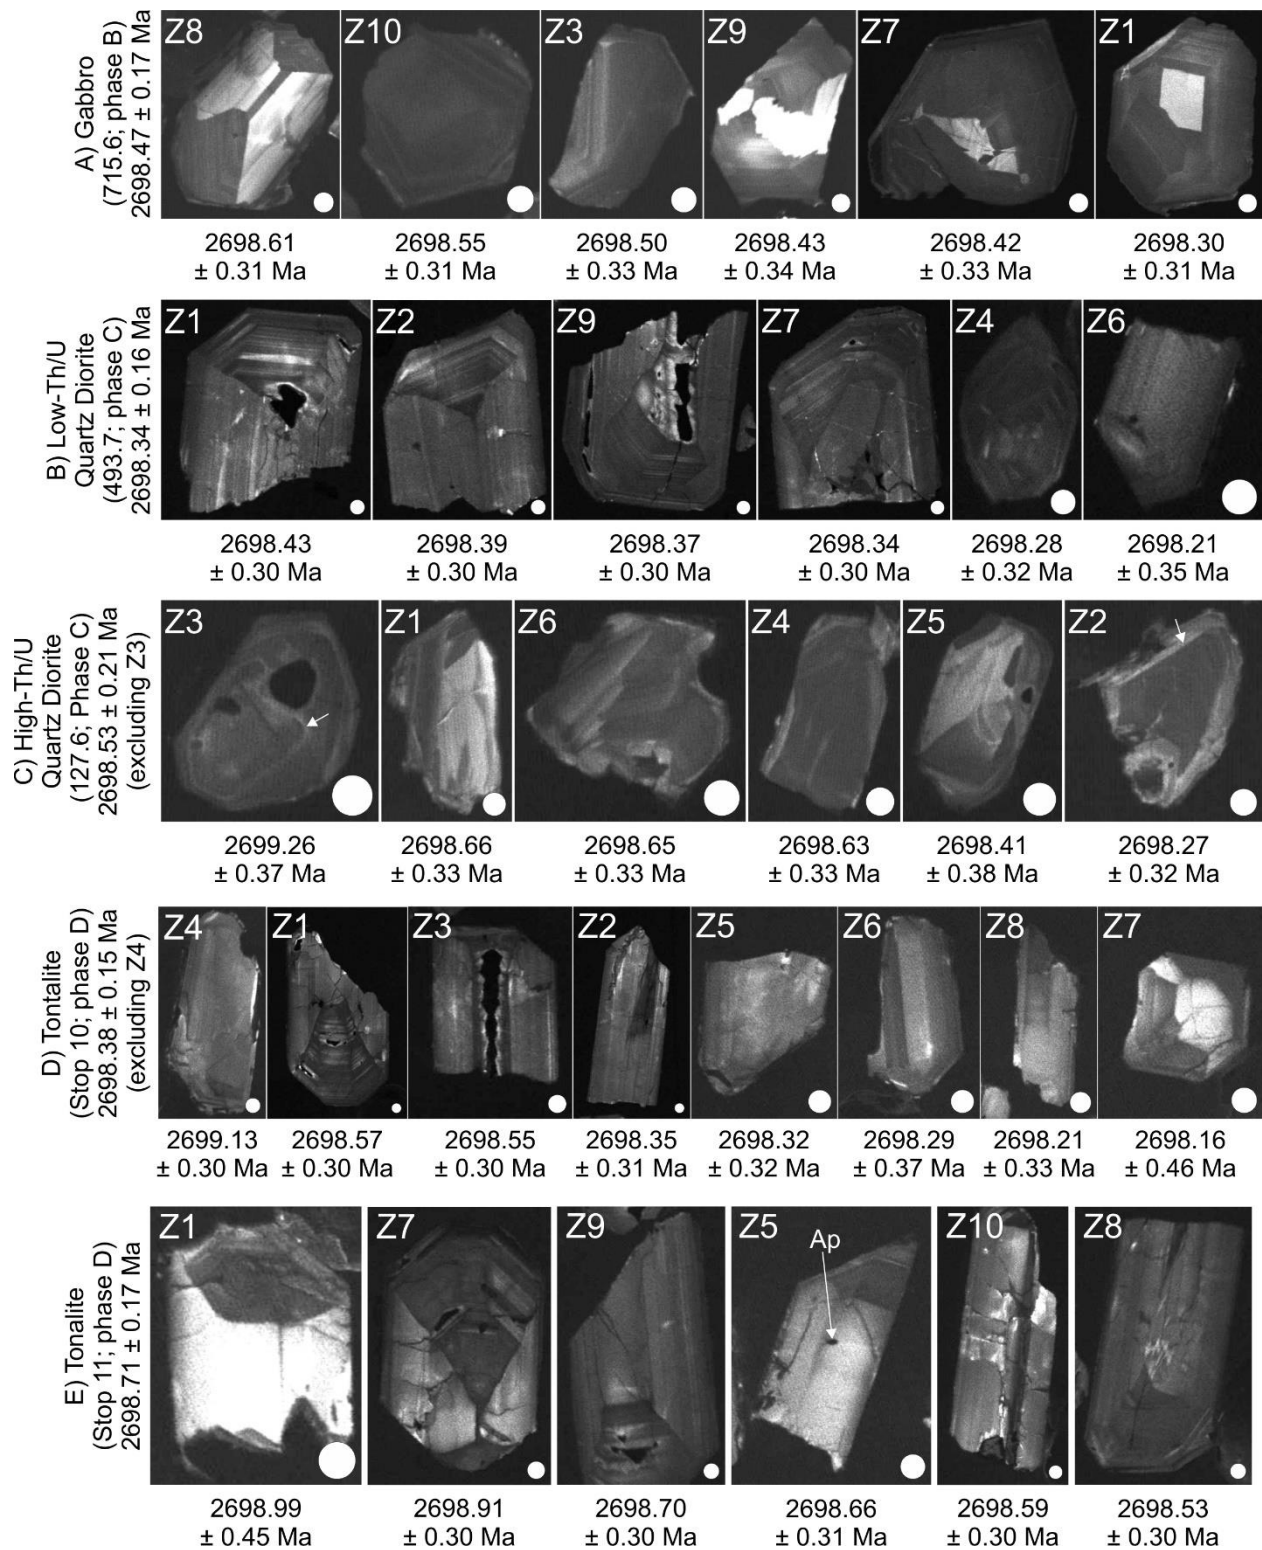 A) Gabbro
(715.6; phase B)
2698.47 ± 0.17 Ma
Z8
Z10
Z3
Z9
Z7
Z1
2698.61
± 0.31 Ma
2698.55
± 0.31 Ma
2698.50
± 0.33 Ma
2698.43
± 0.34 Ma
2698.42
± 0.33 Ma
2698.30
± 0.31 Ma
B) Low-Th/U
Quartz Diorite
(493.7; phase C)
2698.34 ± 0.16 Ma
Z1
Z2
Z9
Z7
Z4
Z6
2698.43
± 0.30 Ma
2698.39
± 0.30 Ma
2698.37
± 0.30 Ma
2698.34
± 0.30 Ma
2698.28
± 0.32 Ma
2698.21
± 0.35 Ma
C) High-Th/U
Quartz Diorite
(127.6; Phase C)
2698.53 ± 0.21 Ma
(excluding Z3)
Z3
Z1
Z6
Z4
Z5
Z2
2699.26
± 0.37 Ma
2698.66
± 0.33 Ma
2698.65
± 0.33 Ma
2698.63
± 0.33 Ma
2698.41
± 0.38 Ma
2698.27
± 0.32 Ma
D) Tontalite
(Stop 10; phase D)
2698.38 ± 0.15 Ma
(excluding Z4)
Z4
Z1
Z3
Z2
Z5
Z6
Z8
Z7
2699.13
± 0.30 Ma
2698.57
± 0.30 Ma
2698.55
± 0.30 Ma
2698.35
± 0.31 Ma
2698.32
± 0.32 Ma
2698.29
± 0.37 Ma
2698.21
± 0.33 Ma
2698.16
± 0.46 Ma
E) Tonalite
(Stop 11; phase D)
2698.71 ± 0.17 Ma
Z1
Z7
Z9
Z5
Ap
Z10
Z8
2698.99
± 0.45 Ma
2698.91
± 0.30 Ma
2698.70
± 0.30 Ma
2698.66
± 0.31 Ma
2698.59
± 0.30 Ma
2698.53
± 0.30 Ma